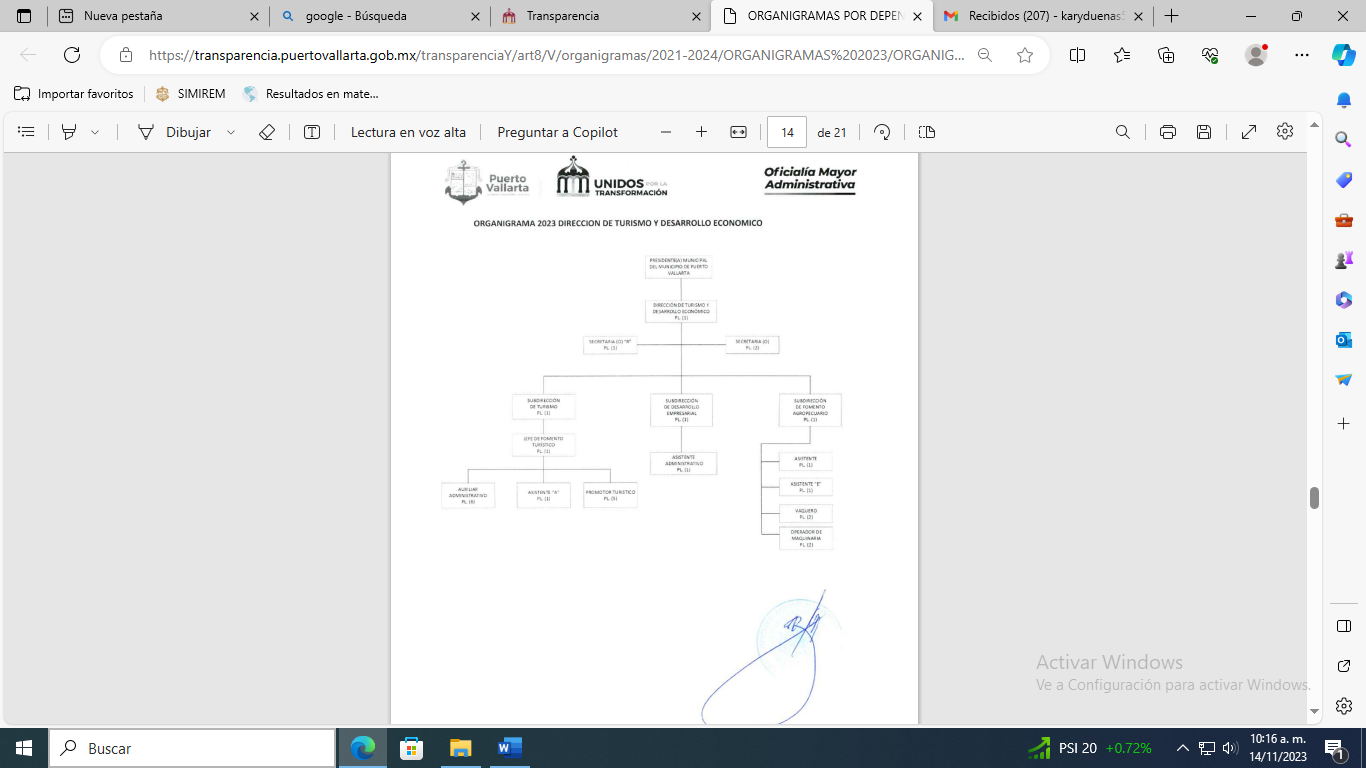 Nueva pestaña
google - Búsqueda
Transparencia
ORGANIGRAMAS POR DEPEN
Recibidos (207) - karyduenas5
https://transparencia.puertovallarta.gob.mx/transparenciaY/art8/V/organigramas/2021-2024/ORGANIGRAMAS%202023/ORGANIG...
Importar favoritos
SIMIREM
Resultados en mate...
Dibujar
Lectura en voz alta
Preguntar a Copilot
14
de 21
Puerto
Vallarta
UNIDOS POR LA
TRANSFORMACIÓN
Oficialía Mayor
Administrativa
ORGANIGRAMA 2023 DIRECCION DE TURISMO Y DESARROLLO ECONOMICO
PRESIDENTE(A) MUNICIPAL
DEL MUNICIPIO DE PUERTO
VALLARTA
DIRECCIÓN DE TURISMO Y
DESARROLLO ECONÓMICO
PL. (1)
SECRETARIA (O) "B"
PL. (1)
SECRETARIA (O)
PL. (2)
SUBDIRECCIÓN
DE TURISMO
PL. (1)
SUBDIRECCIÓN
DE DESARROLLO
EMPRESARIAL
PL. (1)
SUBDIRECCIÓN
DE FOMENTO
AGROPECUARIO
PL. (1)
JEFE DE FOMENTO
TURÍSTICO
PL. (1)
ASISTENTE
ADMINISTRATIVO
PL. (1)
ASISTENTE
PL. (1)
AUXILIAR
ADMINISTRATIVO
PL. (6)
ASISTENTE "A"
PL. (1)
PROMOTOR TURISTICO
PL. (5)
ASISTENTE "E"
PL. (1)
VAQUERO
PL. (2)
OPERADOR DE
MAQUINARIA
PL. (2)
Activar Windows
Ve a Configuración para activar Windows.
Buscar
PSI 20 +0.72%
10:16 a. m.
14/11/2023
1